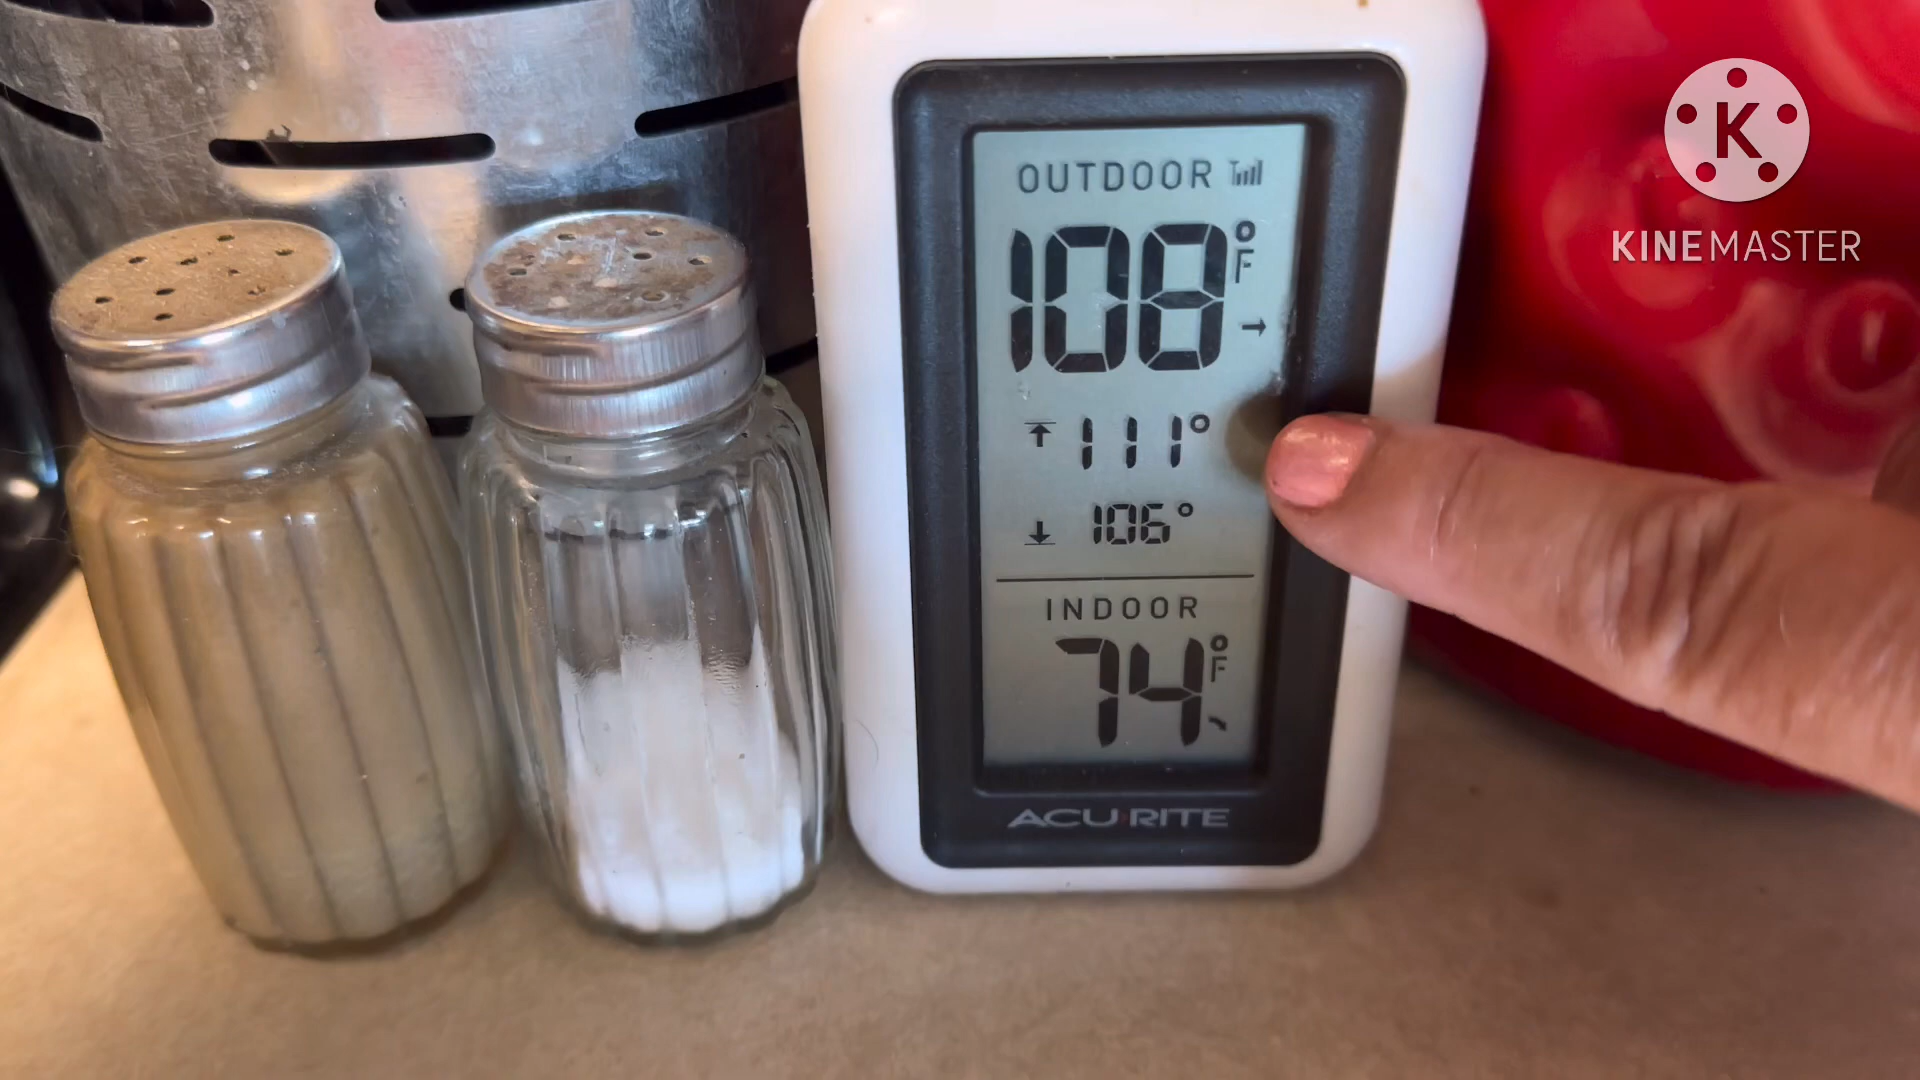 OUTDOOR
108°F
111°
106°
INDOOR
74°F
ACU›RITE
K
KINEMASTER